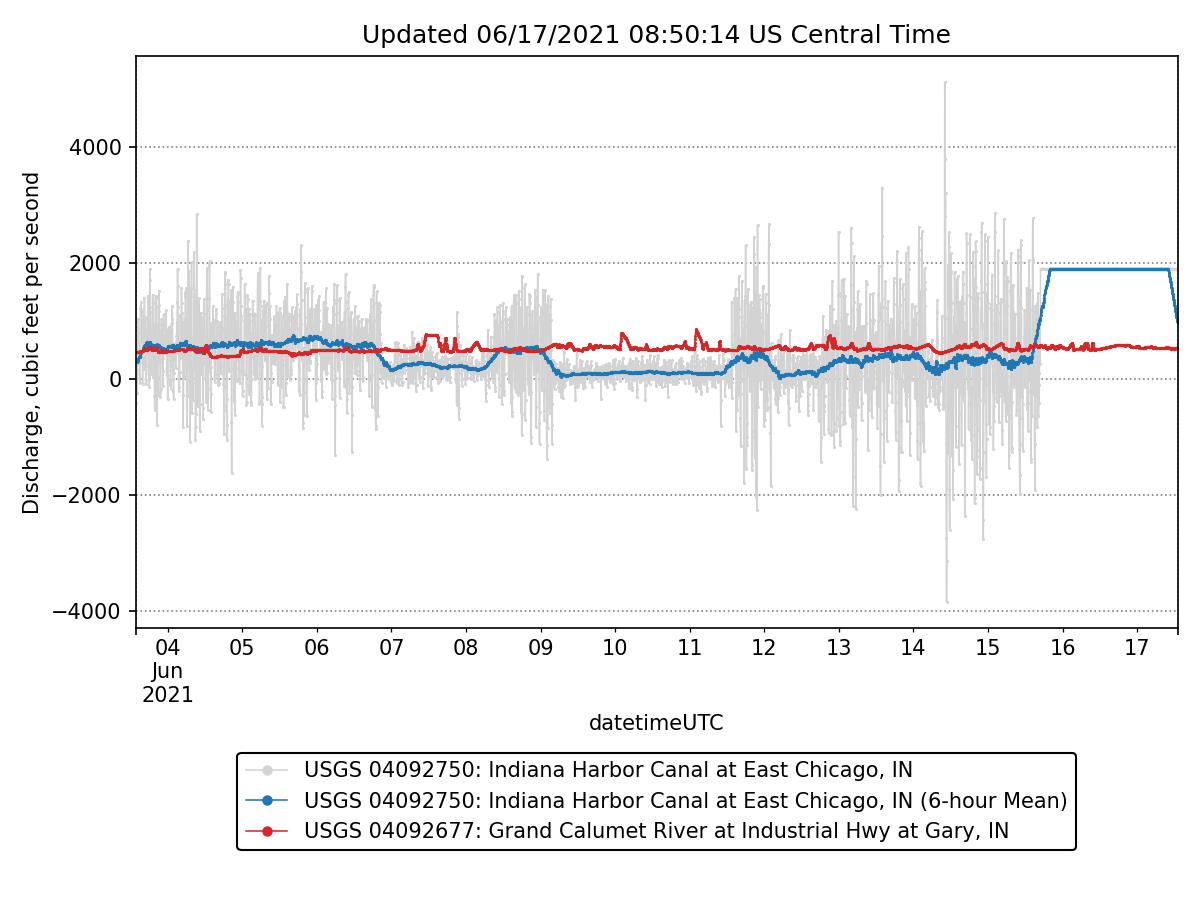 Updated 06/17/2021 08:50:14 US Central Time
Discharge, cubic feet per second
4000
2000
0
−2000
−4000
04 05 06 07 08 09 10 11 12 13 14 15 16 17
Jun
2021
datetimeUTC
USGS 04092750: Indiana Harbor Canal at East Chicago, IN
USGS 04092750: Indiana Harbor Canal at East Chicago, IN (6-hour Mean)
USGS 04092677: Grand Calumet River at Industrial Hwy at Gary, IN